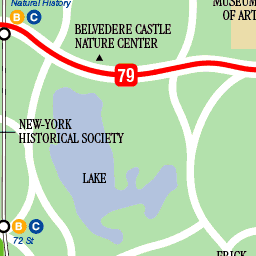 Natural History
B C
MUSEUM
OF ART
BELVEDERE CASTLE
NATURE CENTER
79
NEW-YORK
HISTORICAL SOCIETY
LAKE
B C
72 St
FRICK